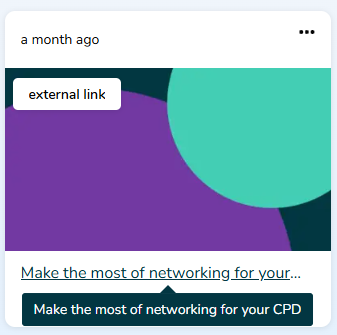 a month ago
external link
Make the most of networking for your...
Make the most of networking for your CPD